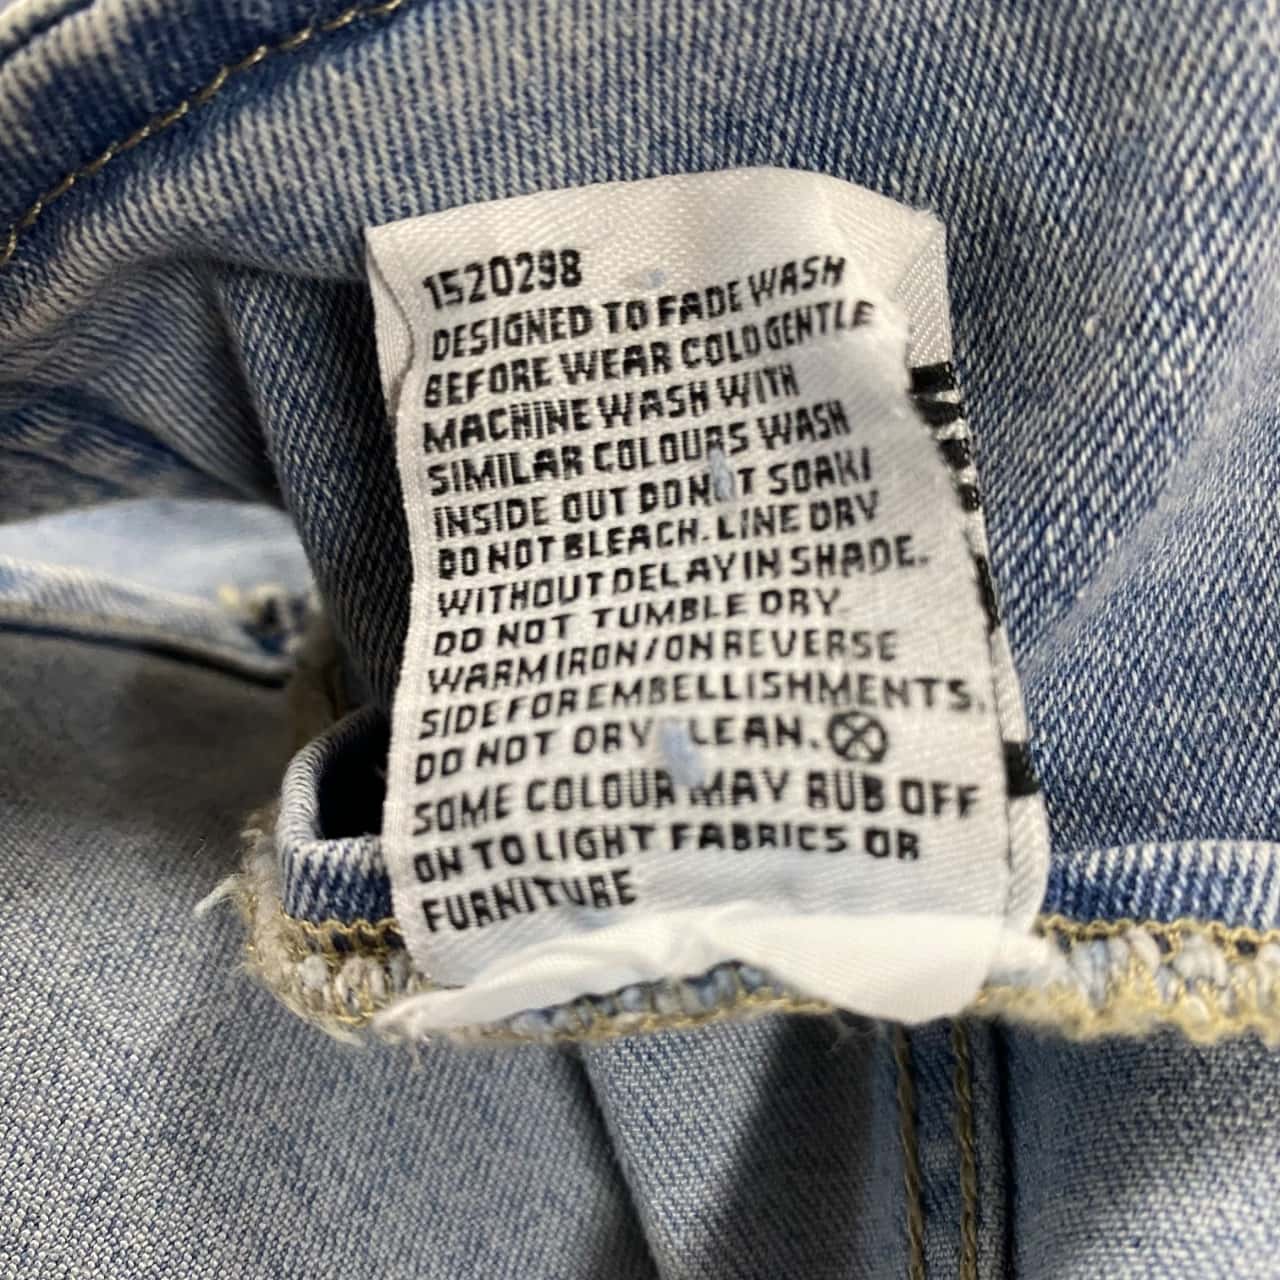 1520298
DESIGNED TO FADE WASH
BEFORE WEAR COLD GENTLE
MACHINE WASH WITH
SIMILAR COLOURS WASH
INSIDE OUT DO NOT SOAK/
DO NOT BLEACH. LINE DRY
WITHOUT DELAY IN SHADE.
DO NOT TUMBLE DRY.
WARM IRON/ON REVERSE
SIDE FOR EMBELLISHMENTS.
DO NOT DRY CLEAN.
SOME COLOUR MAY RUB OFF
ON TO LIGHT FABRICS OR
FURNITURE